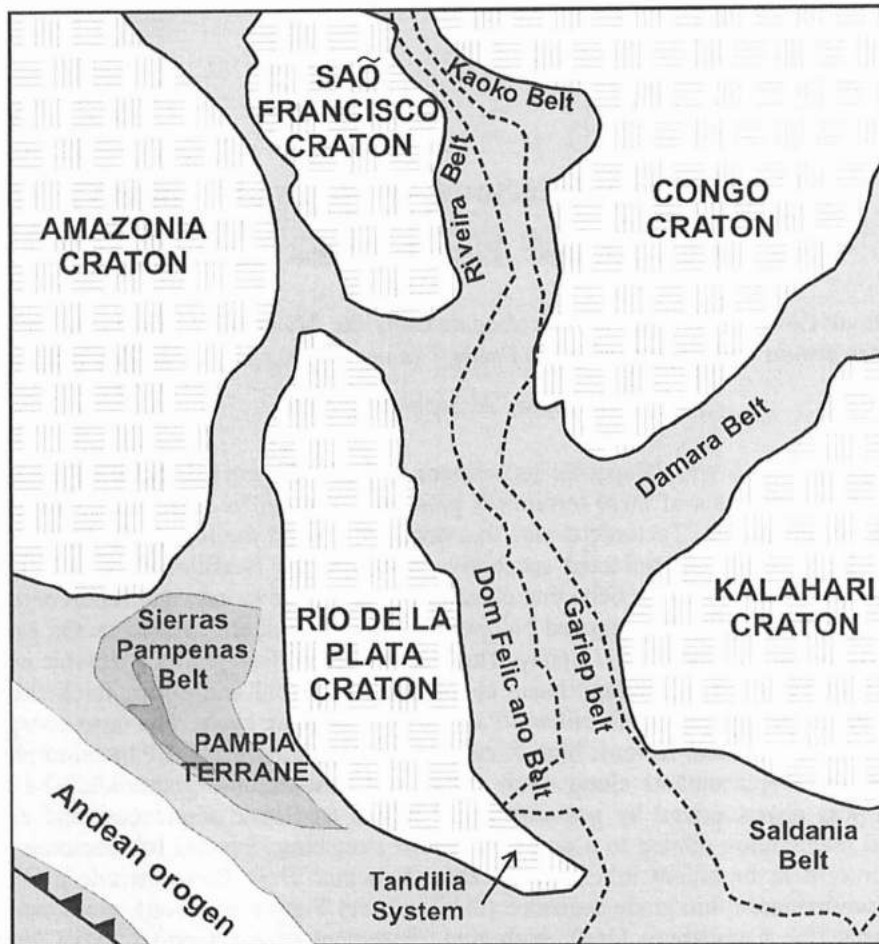 SAÕ
FRANCISCO
CRATON
Kaoko Belt
Riveira Belt
CONGO
CRATON
AMAZONIA
CRATON
Damara Belt
KALAHARI
CRATON
Sierras
Pampenas
Belt
RIO DE LA
PLATA
CRATON
Dom Felic ano Belt
Gariep belt
PAMPIA
TERRANE
Andean orogen
Tandilia
System
Saldania
Belt